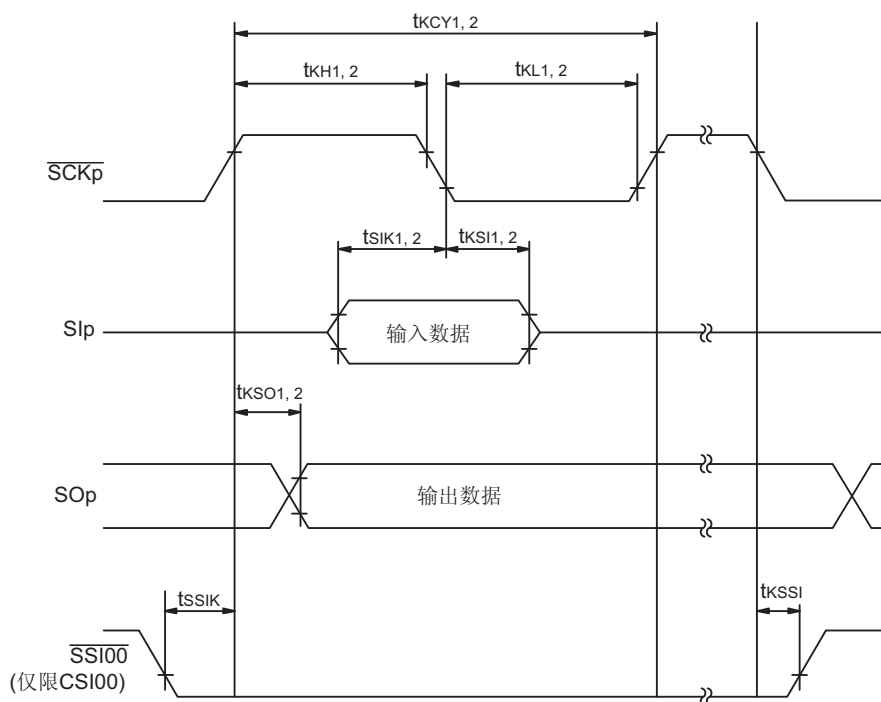 tKCY1, 2
tKH1, 2
tKL1, 2
SCKp
tSIK1, 2
tKSI1, 2
SIp
输入数据
tKSO1, 2
SOp
输出数据
tSSIK
tKSSI
SSI00
(仅限CSI00)